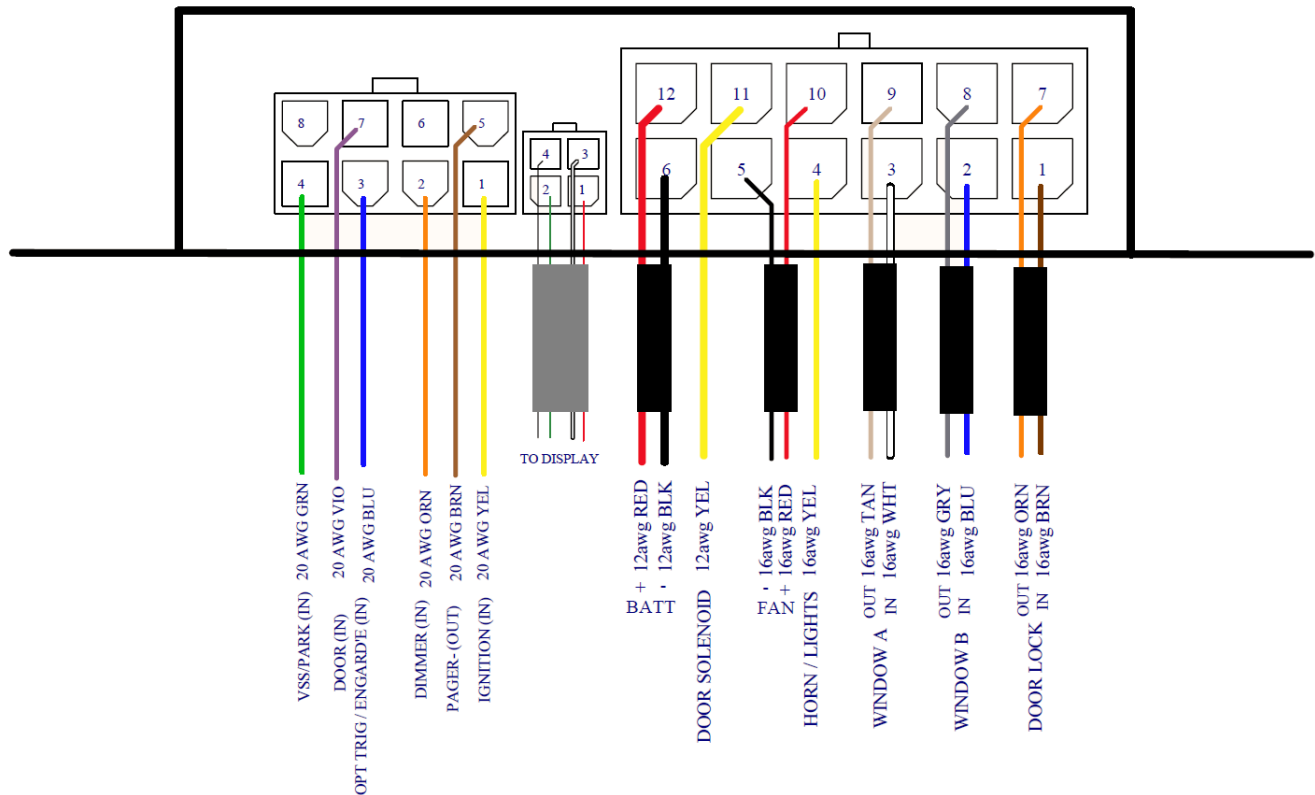 12 11 10 9 8 7
8 7 6 5
4 3
6 5 4 3 2 1
4 3 2 1
2 1
TO DISPLAY
VSS/PARK (IN) 20 AWG GRN
DOOR (IN) 20 AWG VIO
OPT TRIG / ENGARD'E (IN) 20 AWG BLU
DIMMER (IN) 20 AWG ORN
PAGER- (OUT) 20 AWG BRN
IGNITION (IN) 20 AWG YEL
+ 12awg RED
- 12awg BLK
BATT
DOOR SOLENOID 12awg YEL
- 16awg BLK
+ 16awg RED
FAN
HORN / LIGHTS 16awg YEL
OUT 16awg TAN
IN 16awg WHT
WINDOW A
OUT 16awg GRY
IN 16awg BLU
WINDOW B
OUT 16awg ORN
IN 16awg BRN
DOOR LOCK